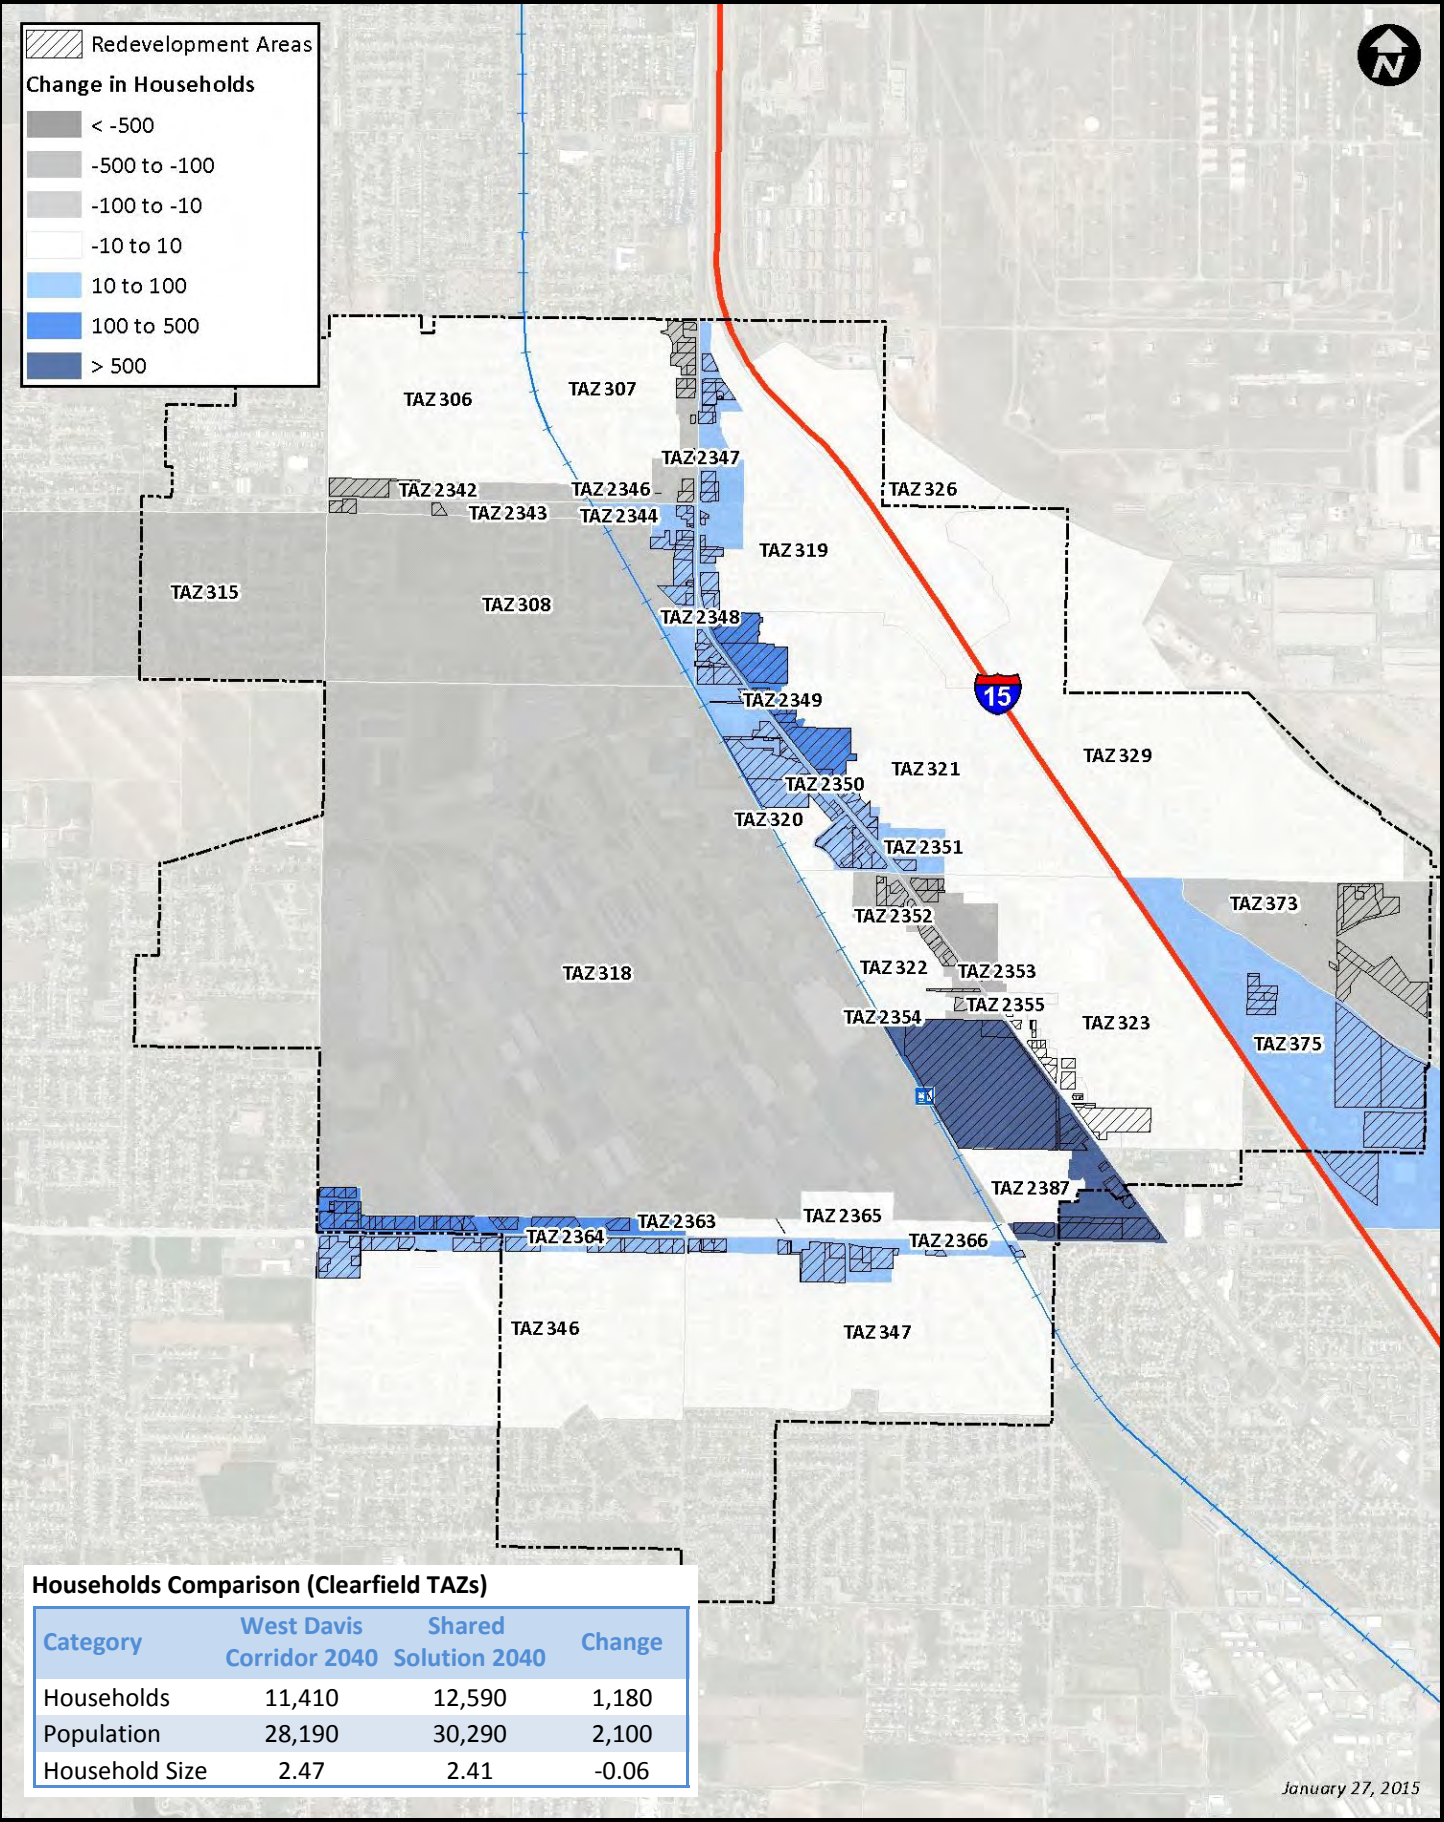 Redevelopment Areas
Change in Households
< -500
-500 to -100
-100 to -10
-10 to 10
10 to 100
100 to 500
> 500
N
TAZ 306
TAZ 307
TAZ 2347
TAZ 2342
TAZ 2346
TAZ 326
TAZ 2343
TAZ 2344
TAZ 319
TAZ 315
TAZ 308
TAZ 2348
15
TAZ 2349
TAZ 329
TAZ 321
TAZ 2350
TAZ 320
TAZ 2351
TAZ 373
TAZ 2352
TAZ 322
TAZ 2353
TAZ 318
TAZ 2355
TAZ 2354
TAZ 323
TAZ 375
TAZ 2387
TAZ 2365
TAZ 2363
TAZ 2364
TAZ 2366
TAZ 346
TAZ 347
Households Comparison (Clearfield TAZs)
Category West Davis Corridor 2040 Shared Solution 2040 Change
Households 11,410 12,590 1,180
Population 28,190 30,290 2,100
Household Size 2.47 2.41 -0.06
January 27, 2015